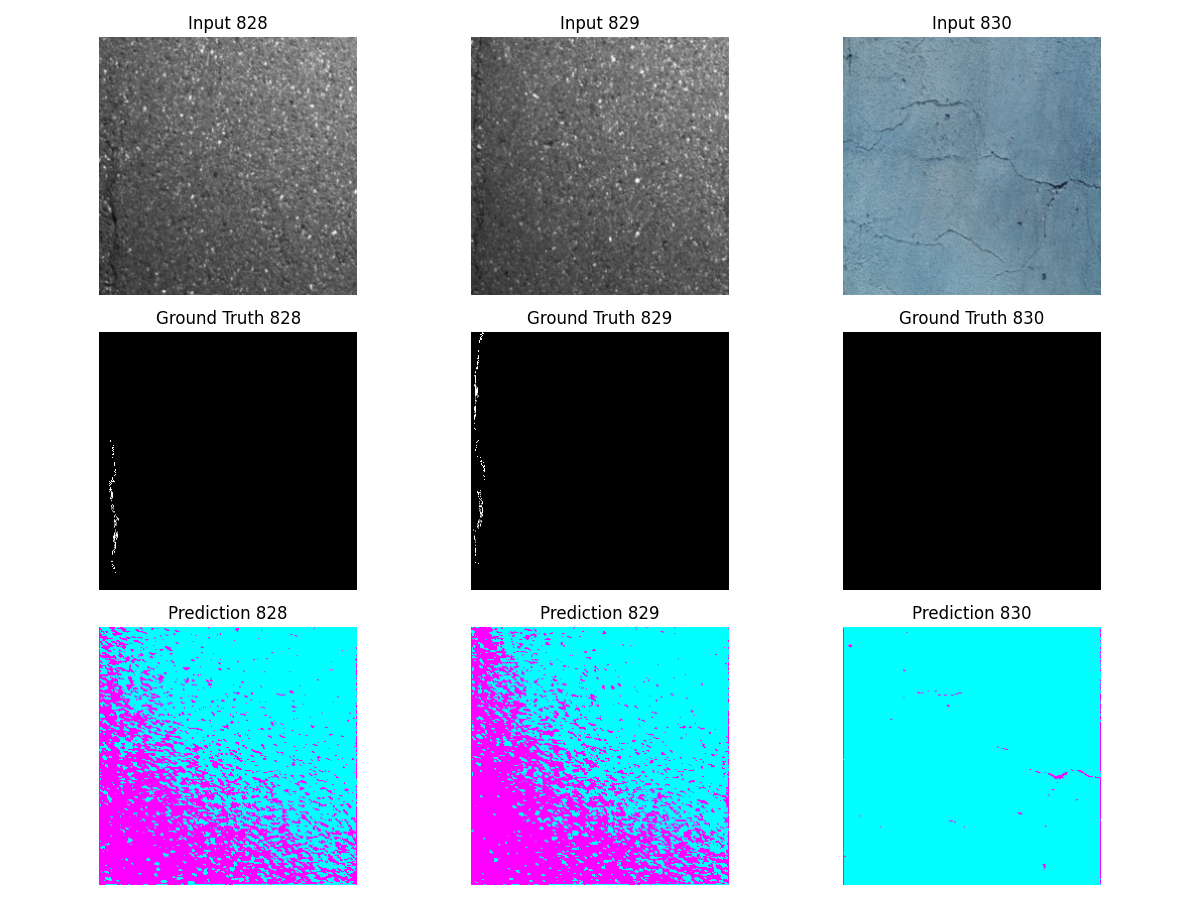 Input 828
Input 829
Input 830
Ground Truth 828
Ground Truth 829
Ground Truth 830
Prediction 828
Prediction 829
Prediction 830